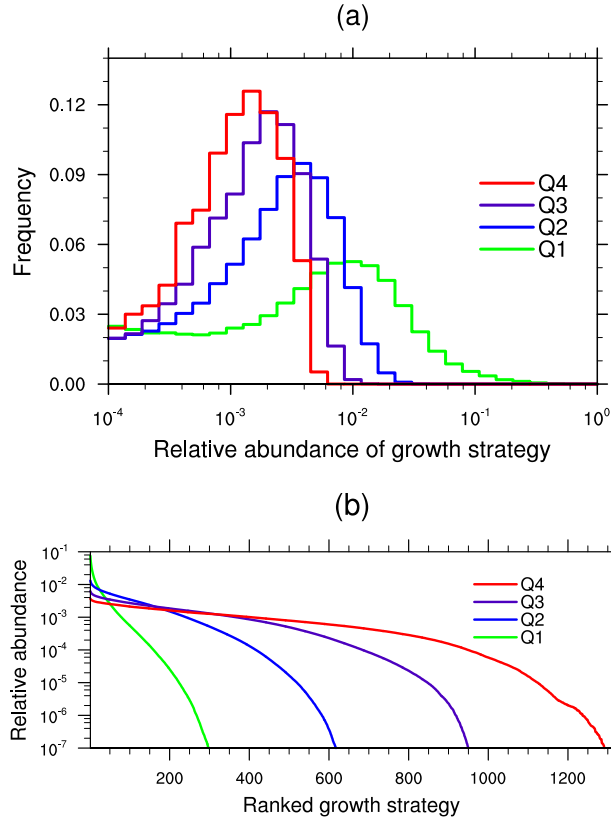 (a)
Frequency
0.12
0.09
0.06
0.03
0.00
Q4
Q3
Q2
Q1
10^-4 10^-3 10^-2 10^-1 10^0
Relative abundance of growth strategy
(b)
Relative abundance
10^-1
10^-2
10^-3
10^-4
10^-5
10^-6
10^-7
Q4
Q3
Q2
Q1
200 400 600 800 1000 1200
Ranked growth strategy